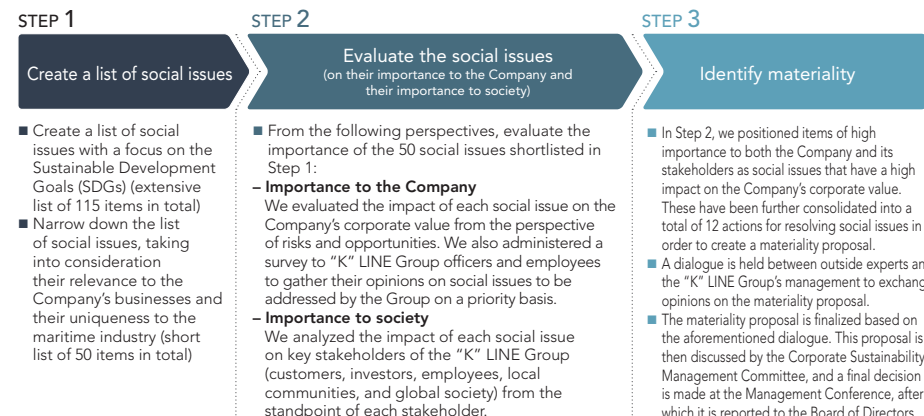 STEP 1
Create a list of social issues
■ Create a list of social
issues with a focus on the
Sustainable Development
Goals (SDGs) (extensive
list of 115 items in total)
■ Narrow down the list
of social issues, taking
into consideration
their relevance to the
Company’s businesses and
their uniqueness to the
maritime industry (short
list of 50 items in total)
STEP 2
Evaluate the social issues
(on their importance to the Company and
their importance to society)
■ From the following perspectives, evaluate the
importance of the 50 social issues shortlisted in
Step 1:
– Importance to the Company
We evaluated the impact of each social issue on the
Company’s corporate value from the perspective
of risks and opportunities. We also administered a
survey to “K” LINE Group officers and employees
to gather their opinions on social issues to be
addressed by the Group on a priority basis.
– Importance to society
We analyzed the impact of each social issue
on key stakeholders of the “K” LINE Group
(customers, investors, employees, local
communities, and global society) from the
standpoint of each stakeholder.
STEP 3
Identify materiality
■ In Step 2, we positioned items of high
importance to both the Company and its
stakeholders as social issues that have a high
impact on the Company’s corporate value.
These have been further consolidated into a
total of 12 actions for resolving social issues in
order to create a materiality proposal.
■ A dialogue is held between outside experts an
the “K” LINE Group’s management to exchang
opinions on the materiality proposal.
■ The materiality proposal is finalized based on
the aforementioned dialogue. This proposal is
then discussed by the Corporate Sustainability
Management Committee, and a final decision
is made at the Management Conference, after
which it is reported to the Board of Directors